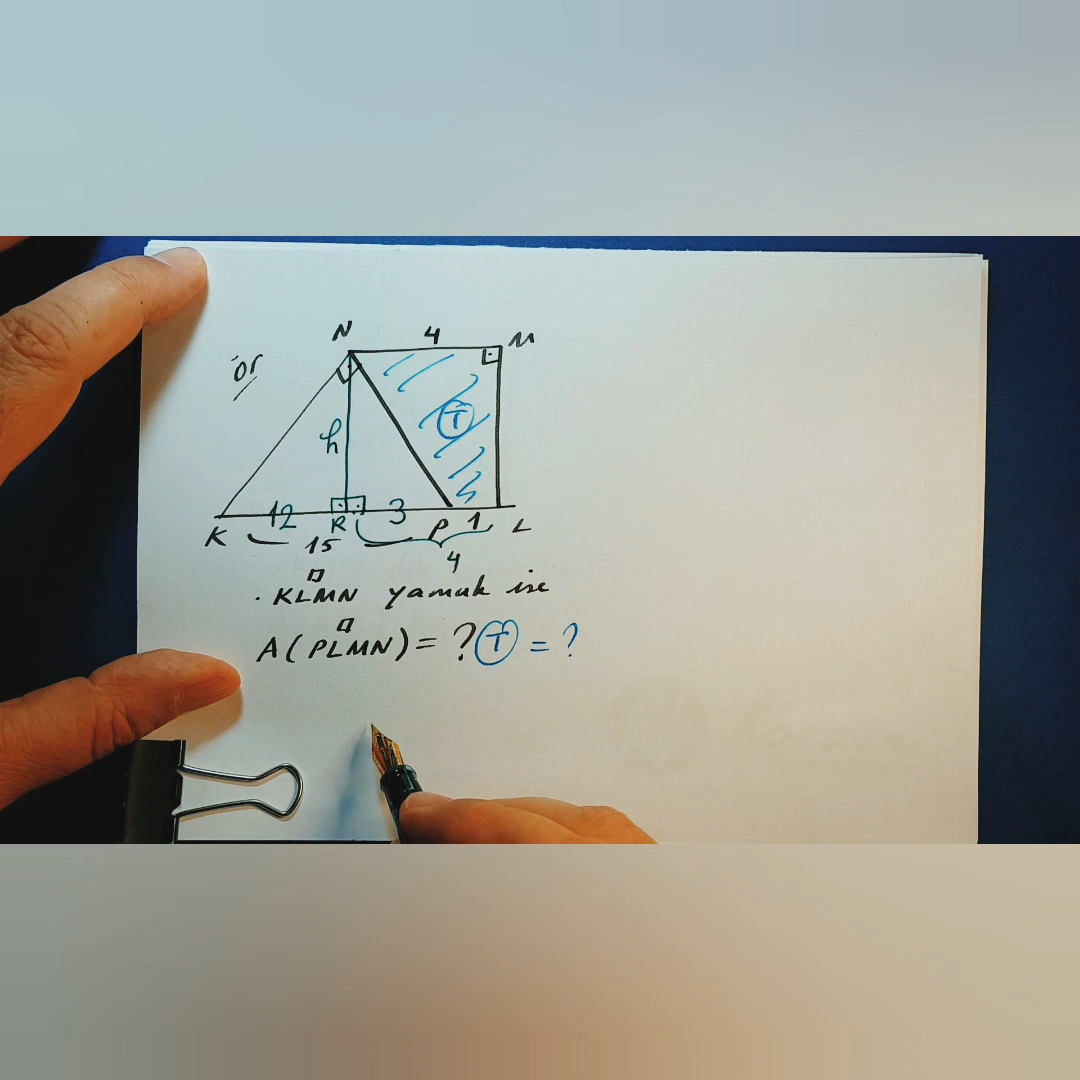 ör
N 4 M
h T
12 3 1
K R P L
15
4
. KLMN yamuk ise
A(PLMN) = ? T = ?